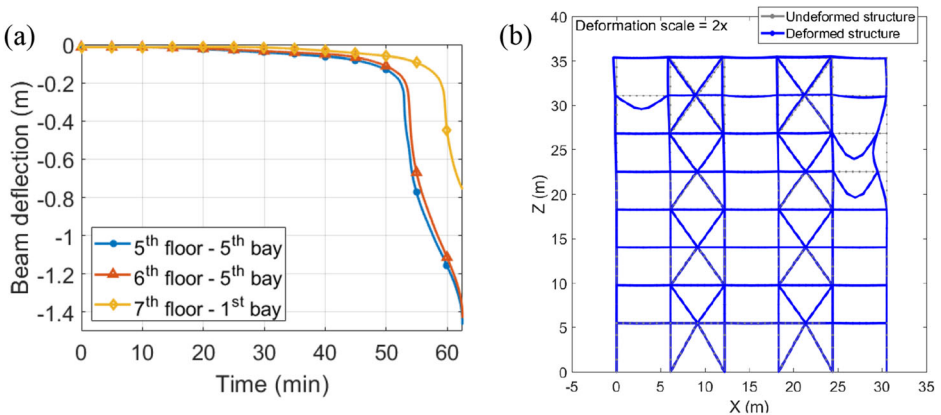 (a)
0
-0.2
-0.4
-0.6
-0.8
-1
-1.2
-1.4
Beam deflection (m)
5th floor - 5th bay
6th floor - 5th bay
7th floor - 1st bay
0 10 20 30 40 50 60
Time (min)
(b)
Deformation scale = 2x
Undeformed structure
Deformed structure
40
35
30
25
20
15
10
5
0
Z (m)
-5 0 5 10 15 20 25 30 35
X (m)